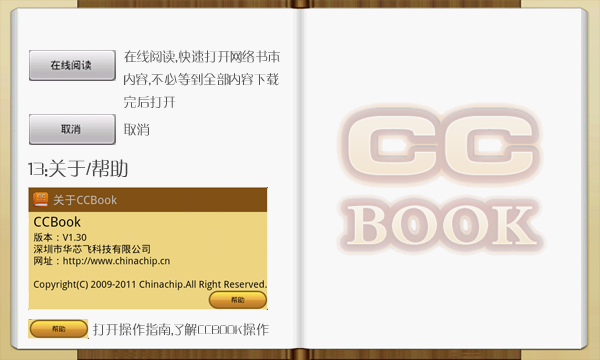 在线阅读
在线阅读,快速打开网络书本
内容,不必等到全部内容下载
完后打开
取消
取消
13:关于/帮助
关于CCBook
CCBook
版本：V1.30
深圳市华芯飞科技有限公司
网址：http://www.chinachip.cn
Copyright(C) 2009-2011 Chinachip.All Right Reserved.
帮助
帮助
打开操作指南,了解CCBOOK操作
CC
BOOK